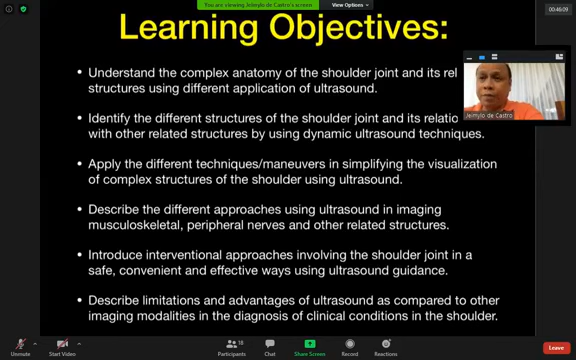 You are viewing Jeimylo de Castro's screen
View Options
00:46:09
Learning Objectives:
• Understand the complex anatomy of the shoulder joint and its rel
structures using different application of ultrasound.
• Identify the different structures of the shoulder joint and its relatio
with other related structures by using dynamic ultrasound techniques.
• Apply the different techniques/maneuvers in simplifying the visualization
of complex structures of the shoulder using ultrasound.
• Describe the different approaches using ultrasound in imaging
musculoskeletal, peripheral nerves and other related structures.
• Introduce interventional approaches involving the shoulder joint in a
safe, convenient and effective ways using ultrasound guidance.
• Describe limitations and advantages of ultrasound as compared to other
imaging modalities in the diagnosis of clinical conditions in the shoulder.
Jeimylo de Castro
Unmute
Start Video
18
Participants
Chat
Share Screen
Record
Reactions
Leave